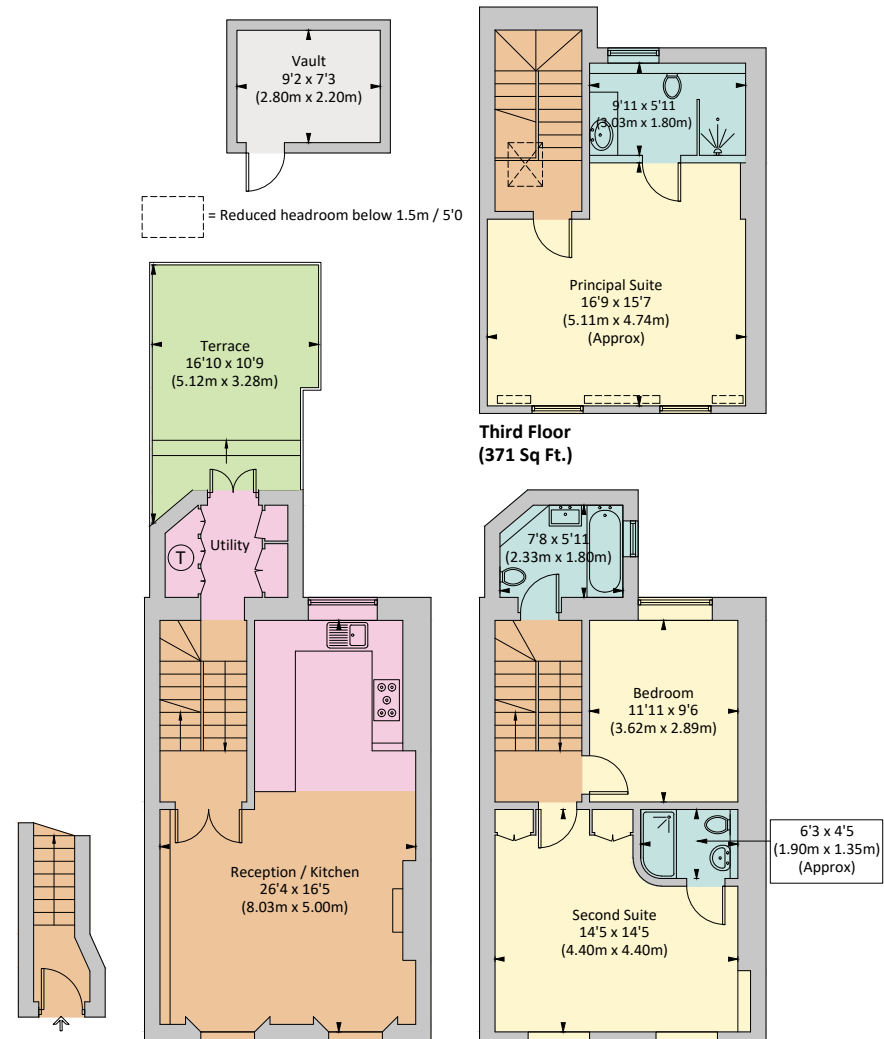 Vault
9'2 x 7'3
(2.80m x 2.20m)
= Reduced headroom below 1.5m / 5'0
9'11 x 5'11
(3.03m x 1.80m)
Principal Suite
16'9 x 15'7
(5.11m x 4.74m)
(Approx)
Third Floor
(371 Sq Ft.)
Terrace
16'10 x 10'9
(5.12m x 3.28m)
Utility
T
7'8 x 5'11
(2.33m x 1.80m)
Bedroom
11'11 x 9'6
(3.62m x 2.89m)
6'3 x 4'5
(1.90m x 1.35m)
(Approx)
Reception / Kitchen
26'4 x 16'5
(8.03m x 5.00m)
Second Suite
14'5 x 14'5
(4.40m x 4.40m)